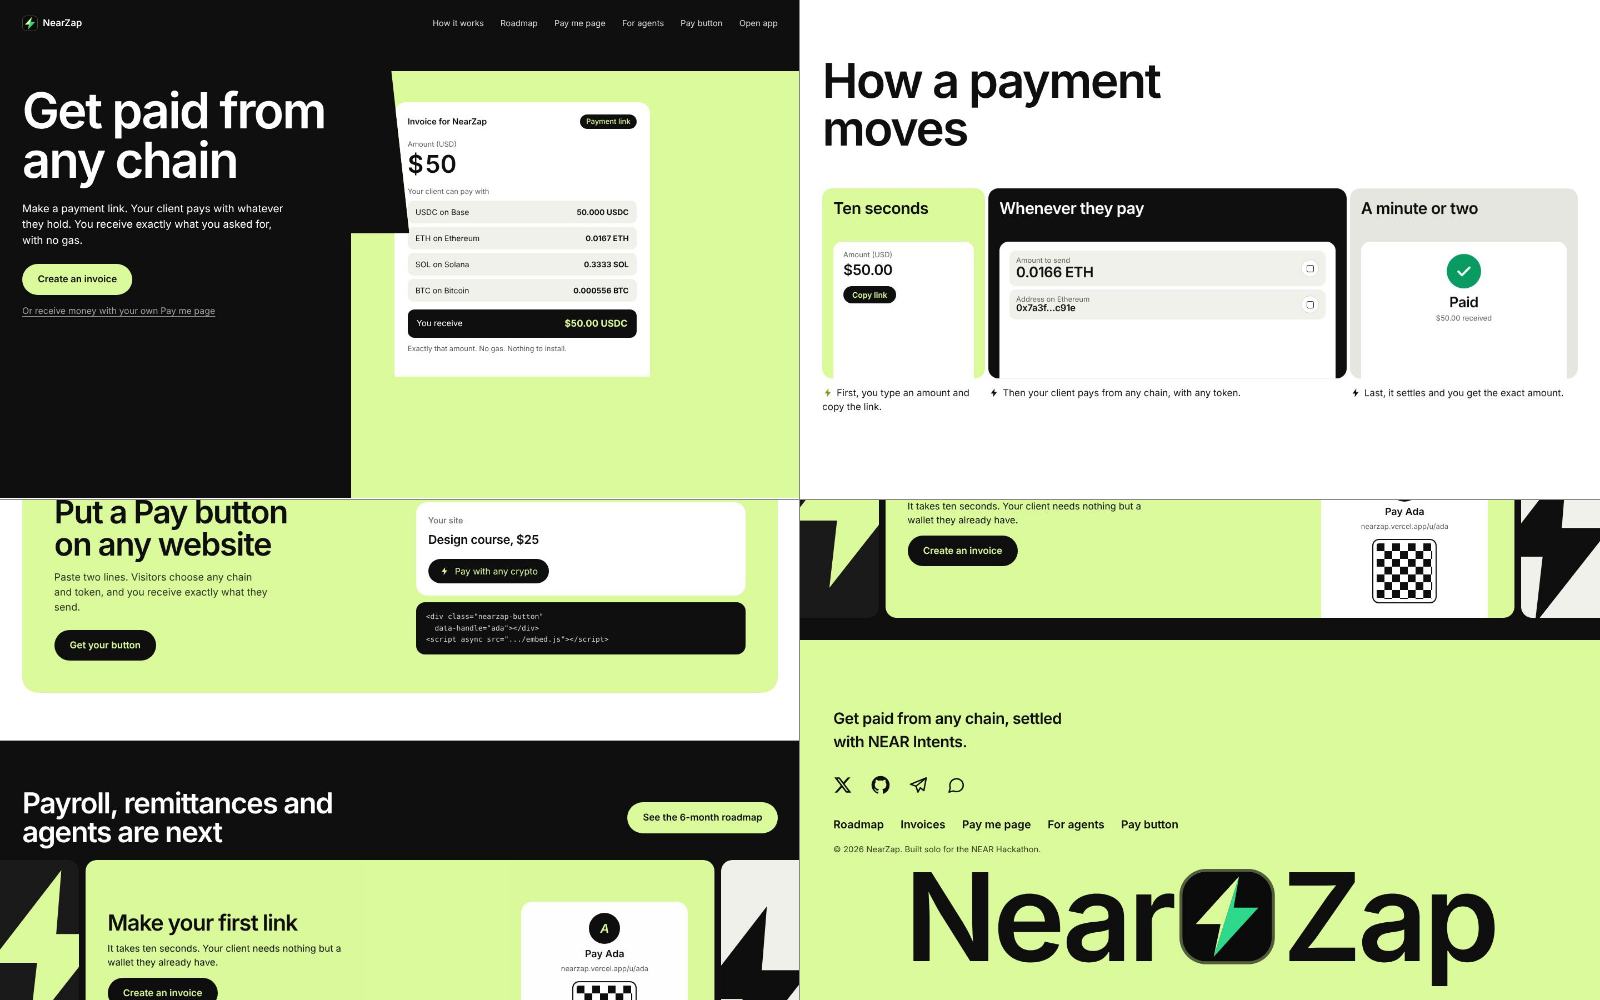 NearZap
How it works
Roadmap
Pay me page
For agents
Pay button
Open app
Get paid from
any chain
Make a payment link. Your client pays with whatever
they hold. You receive exactly what you asked for,
with no gas.
Create an invoice
Or receive money with your own Pay me page
Invoice for NearZap
Payment link
Amount (USD)
$50
Your client can pay with
USDC on Base
50.000 USDC
ETH on Ethereum
0.0167 ETH
SOL on Solana
0.3333 SOL
BTC on Bitcoin
0.000556 BTC
You receive
$50.00 USDC
Exactly that amount. No gas. Nothing to install.
How a payment
moves
Ten seconds
Amount (USD)
$50.00
Copy link
First, you type an amount and
copy the link.
Whenever they pay
Amount to send
0.0166 ETH
Address on Ethereum
0x7a3f...c91e
Then your client pays from any chain, with any token.
A minute or two
Paid
$50.00 received
Last, it settles and you get the exact amount.
Put a Pay button
on any website
Paste two lines. Visitors choose any chain
and token, and you receive exactly what they
send.
Get your button
Your site
Design course, $25
Pay with any crypto
<div class="nearzap-button"
data-handle="ada"></div>
<script async src=".../embed.js"></script>
Payroll, remittances and
agents are next
See the 6-month roadmap
Make your first link
It takes ten seconds. Your client needs nothing but a
wallet they already have.
Create an invoice
A
Pay Ada
nearzap.vercel.app/u/ada
It takes ten seconds. Your client needs nothing but a
wallet they already have.
Create an invoice
Pay Ada
nearzap.vercel.app/u/ada
Get paid from any chain, settled
with NEAR Intents.
Roadmap
Invoices
Pay me page
For agents
Pay button
© 2026 NearZap. Built solo for the NEAR Hackathon.
Near Zap